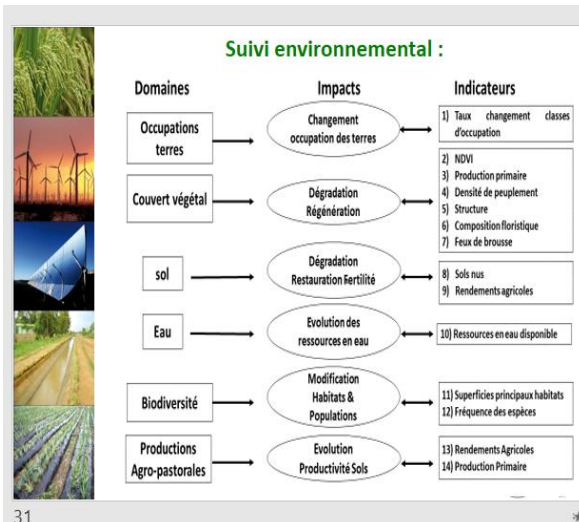 Suivi environnemental :
Domaines
Impacts
Indicateurs
Occupations
terres
Changement
occupation des terres
1) Taux changement classes
d'occupation
Couvert végétal
Dégradation
Régénération
2) NDVI
3) Production primaire
4) Densité de peuplement
5) Structure
6) Composition floristique
7) Feux de brousse
sol
Dégradation
Restauration Fertilité
8) Sols nus
9) Rendements agricoles
Eau
Evolution des
ressources en eau
10) Ressources en eau disponible
Biodiversité
Modification
Habitats &
Populations
11) Superficies principaux habitats
12) Fréquence des espèces
Productions
Agro-pastorales
Evolution
Productivité Sols
13) Rendements Agricoles
14) Production Primaire
31